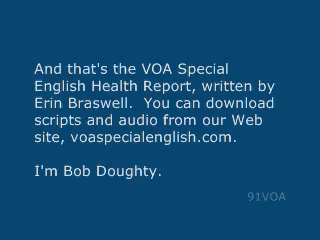 And that's the VOA Special
English Health Report, written by
Erin Braswell.  You can download
scripts and audio from our Web
site, voaspecialenglish.com.
I'm Bob Doughty.
91VOA